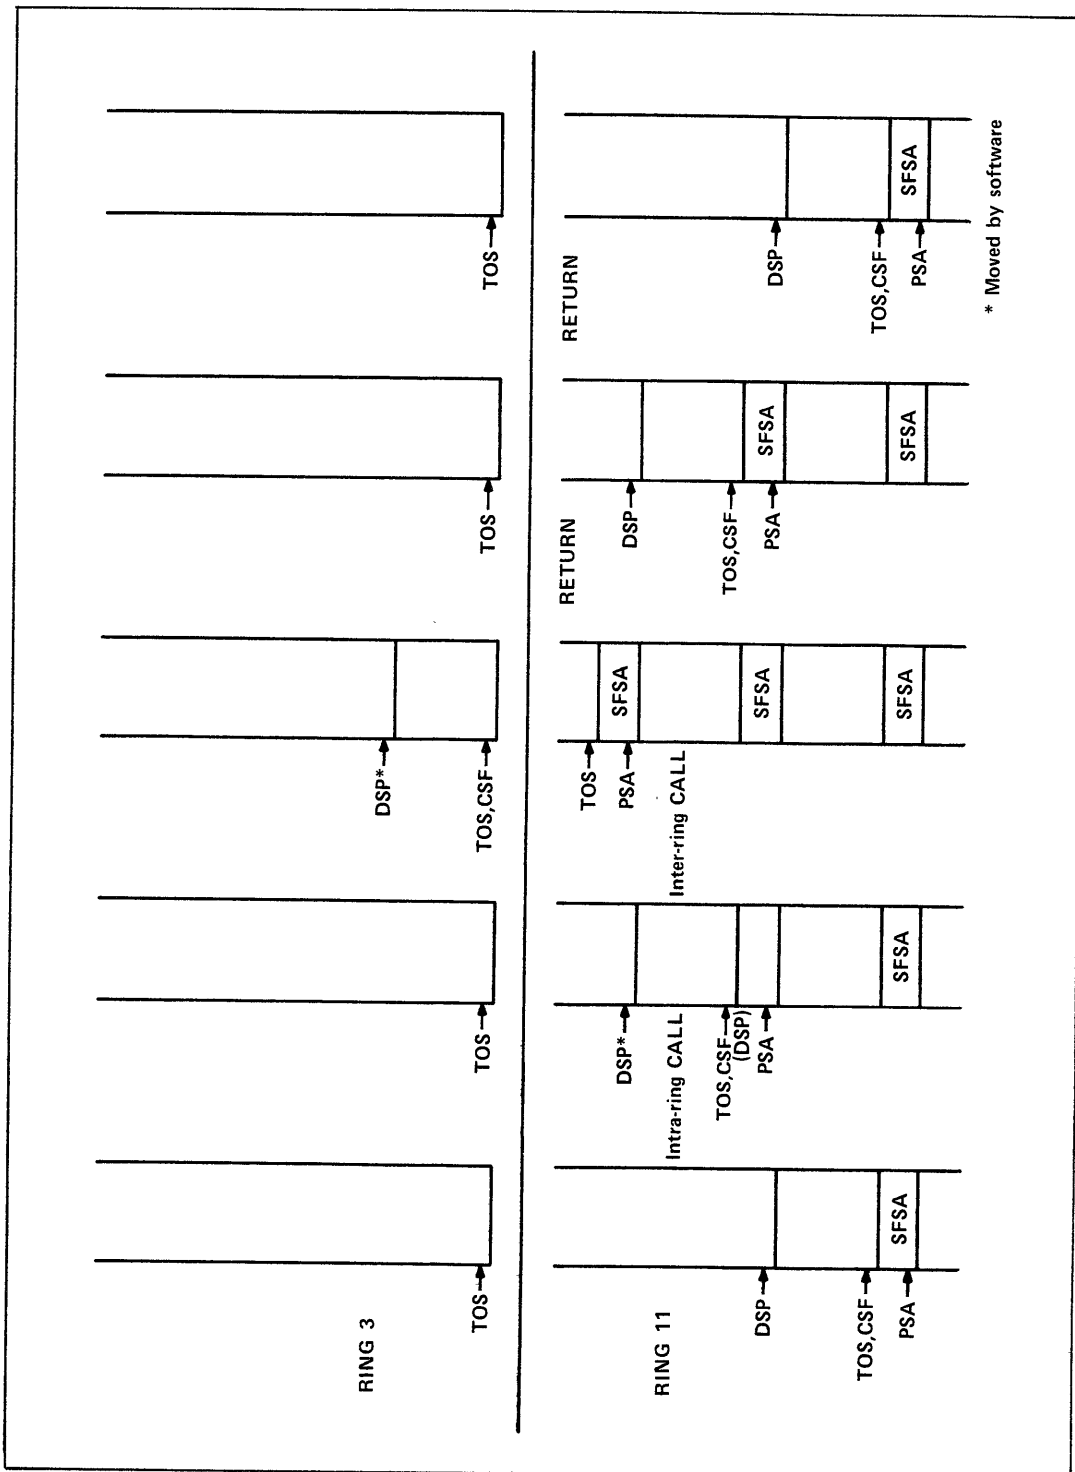 RING 3
TOS
RING 11
DSP
TOS,CSF
SFSA
PSA
TOS
DSP*
Intra-ring CALL
TOS,CSF
(DSP)
PSA
SFSA
DSP*
TOS,CSF
TOS
SFSA
PSA
Inter-ring CALL
SFSA
SFSA
TOS
RETURN
DSP
TOS,CSF
SFSA
PSA
SFSA
TOS
RETURN
DSP
TOS,CSF
SFSA
PSA
* Moved by software